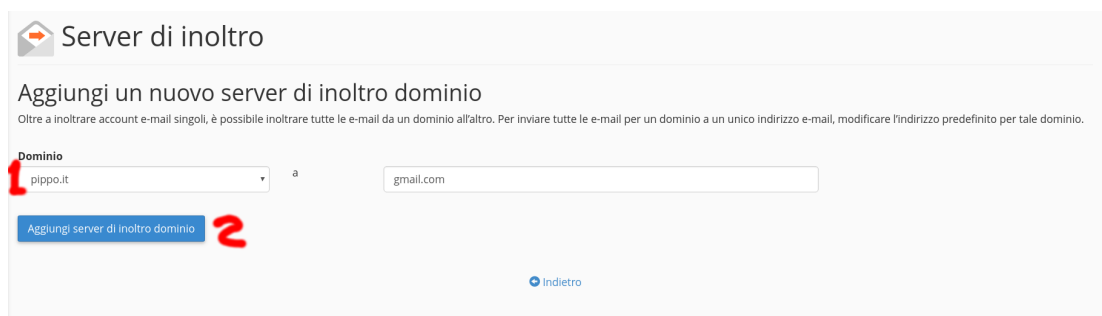 Server di inoltro
Aggiungi un nuovo server di inoltro dominio
Oltre a inoltrare account e-mail singoli, è possibile inoltrare tutte le e-mail da un dominio all'altro. Per inviare tutte le e-mail per un dominio a un unico indirizzo e-mail, modificare l'indirizzo predefinito per tale dominio.
Dominio
1 pippo.it a gmail.com
Aggiungi server di inoltro dominio 2
Indietro